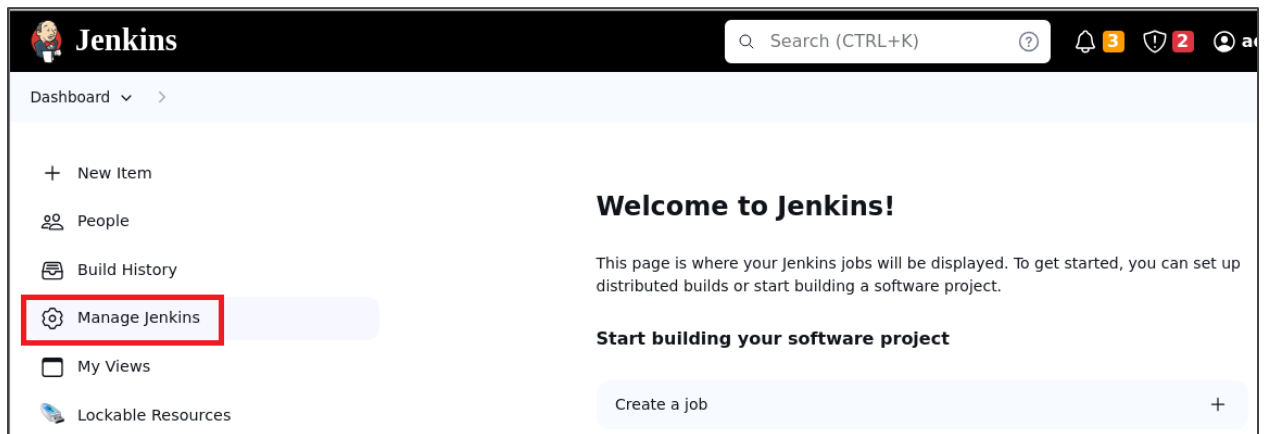 Jenkins
Search (CTRL+K)
3
2
Dashboard
New Item
People
Build History
Manage Jenkins
My Views
Lockable Resources
Welcome to Jenkins!
This page is where your Jenkins jobs will be displayed. To get started, you can set up
distributed builds or start building a software project.
Start building your software project
Create a job